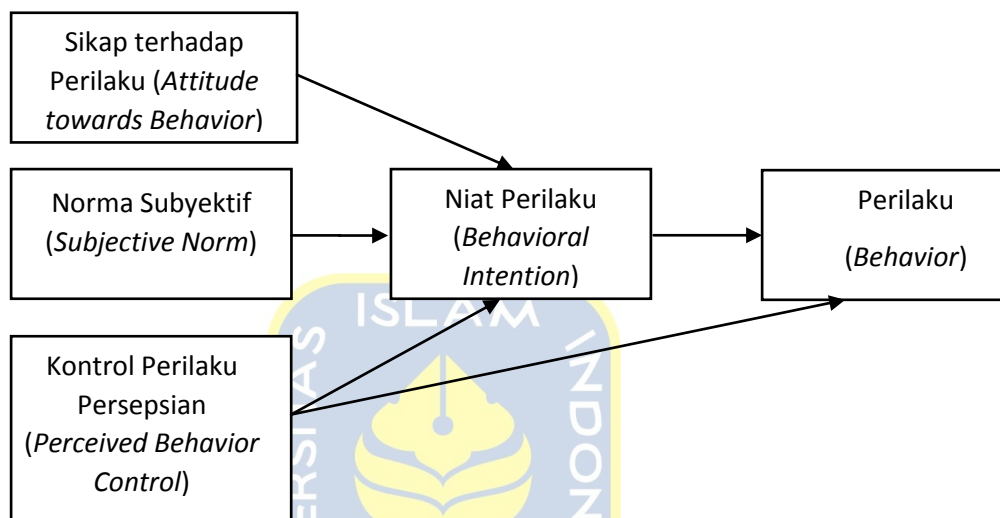 Sikap terhadap
Perilaku (Attitude
towards Behavior)
Norma Subyektif
(Subjective Norm)
Kontrol Perilaku
Persepsian
(Perceived Behavior
Control)
Niat Perilaku
(Behavioral
Intention)
Perilaku
(Behavior)
ISLAM